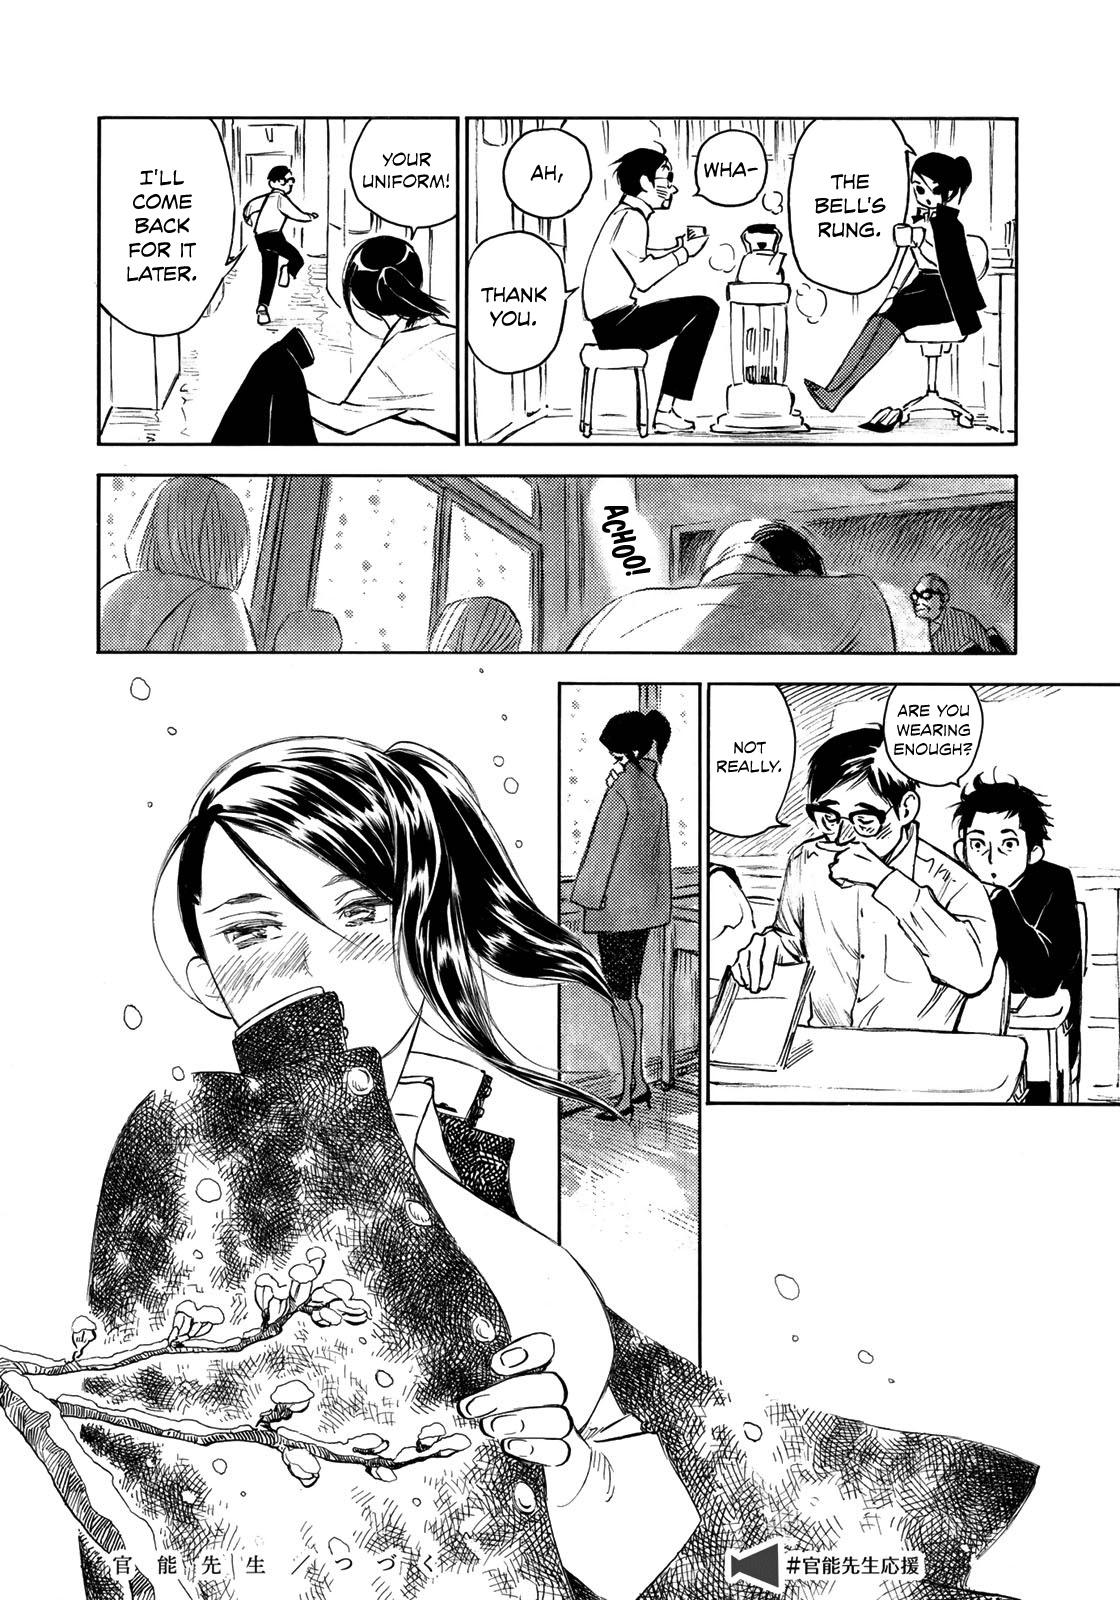 THE
BELL'S
RUNG.
WHA-
AH,
THANK
YOU.
YOUR
UNIFORM!
I'LL
COME
BACK
FOR IT
LATER.
ACHOO!
ARE YOU
WEARING
ENOUGH?
NOT
REALLY.
官能先生/つづく
#官能先生応援